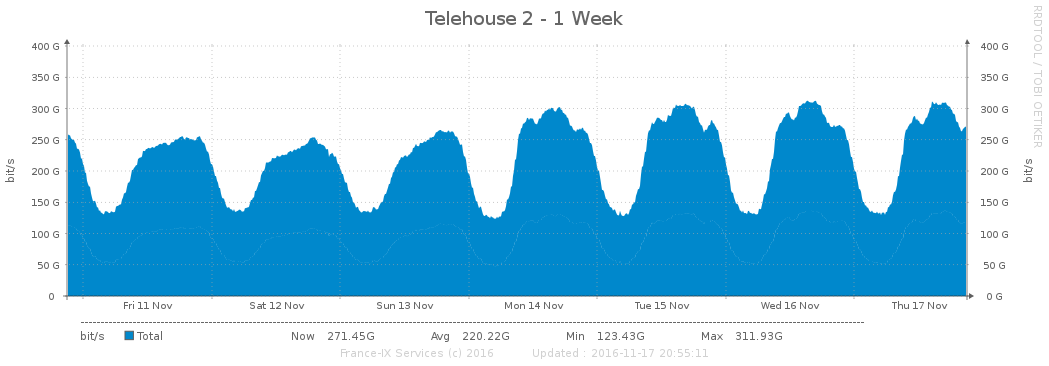 Telehouse 2 - 1 Week
RRDTOOL / TOBI OETIKER
400 G 400 G
350 G 350 G
300 G 300 G
250 G 250 G
200 G 200 G
150 G 150 G
100 G 100 G
50 G 50 G
0 0 G
bit/s bit/s
Fri 11 Nov Sat 12 Nov Sun 13 Nov Mon 14 Nov Tue 15 Nov Wed 16 Nov Thu 17 Nov
bit/s Total Now 271.45G Avg 220.22G Min 123.43G Max 311.93G
France-IX Services (c) 2016 Updated : 2016-11-17 20:55:11